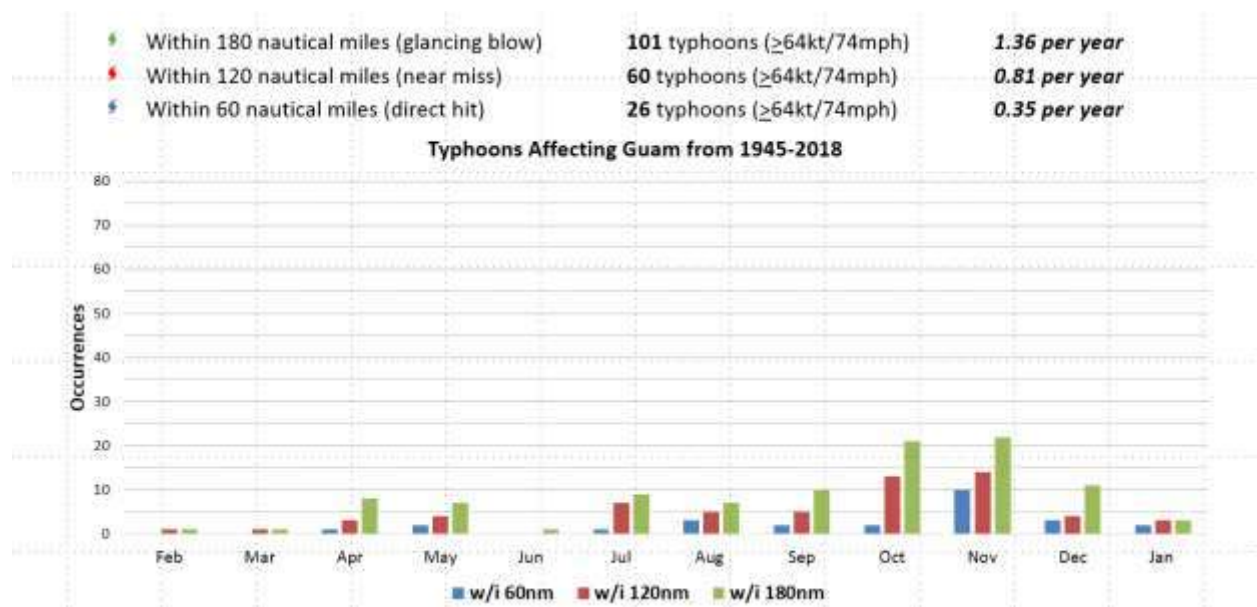 Within 180 nautical miles (glancing blow) 101 typhoons (≥64kt/74mph) 1.36 per year
Within 120 nautical miles (near miss) 60 typhoons (≥64kt/74mph) 0.81 per year
Within 60 nautical miles (direct hit) 26 typhoons (≥64kt/74mph) 0.35 per year
Typhoons Affecting Guam from 1945-2018
80
70
60
50
40
30
20
10
0
Occurrences
Feb Mar Apr May Jun Jul Aug Sep Oct Nov Dec Jan
w/i 60nm w/i 120nm w/i 180nm